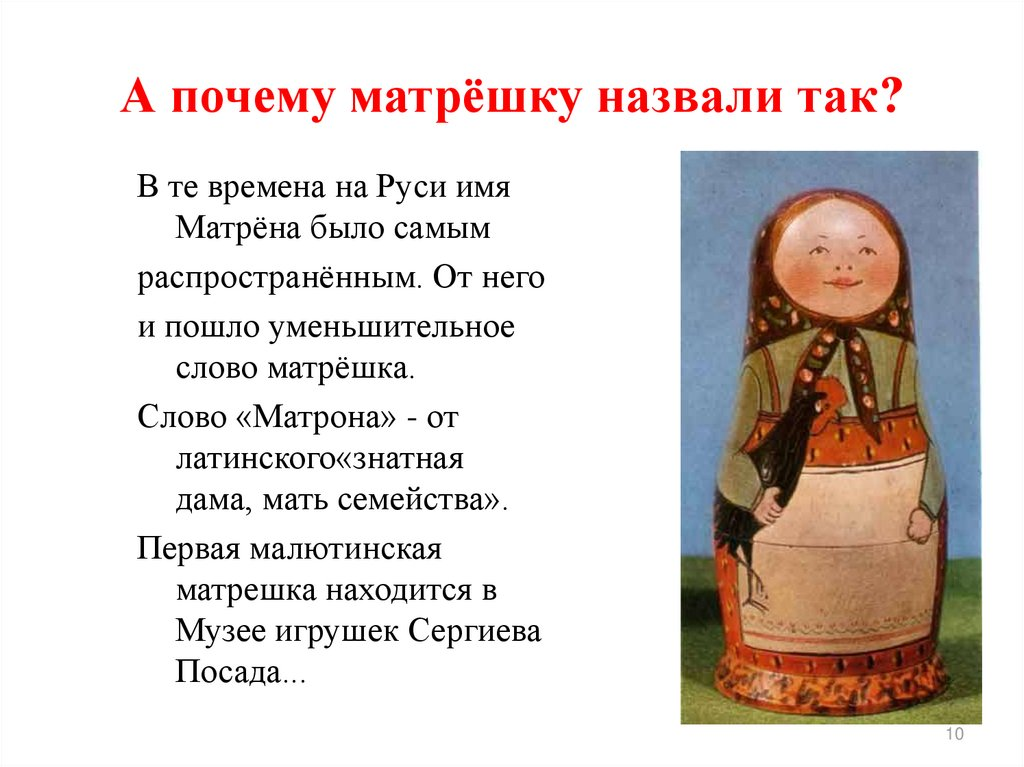 А почему матрёшку назвали так?
В те времена на Руси имя
Матрёна было самым
распространённым. От него
и пошло уменьшительное
слово матрёшка.
Слово «Матрона» - от
латинского«знатная
дама, мать семейства».
Первая малютинская
матрешка находится в
Музее игрушек Сергиева
Посада...
10